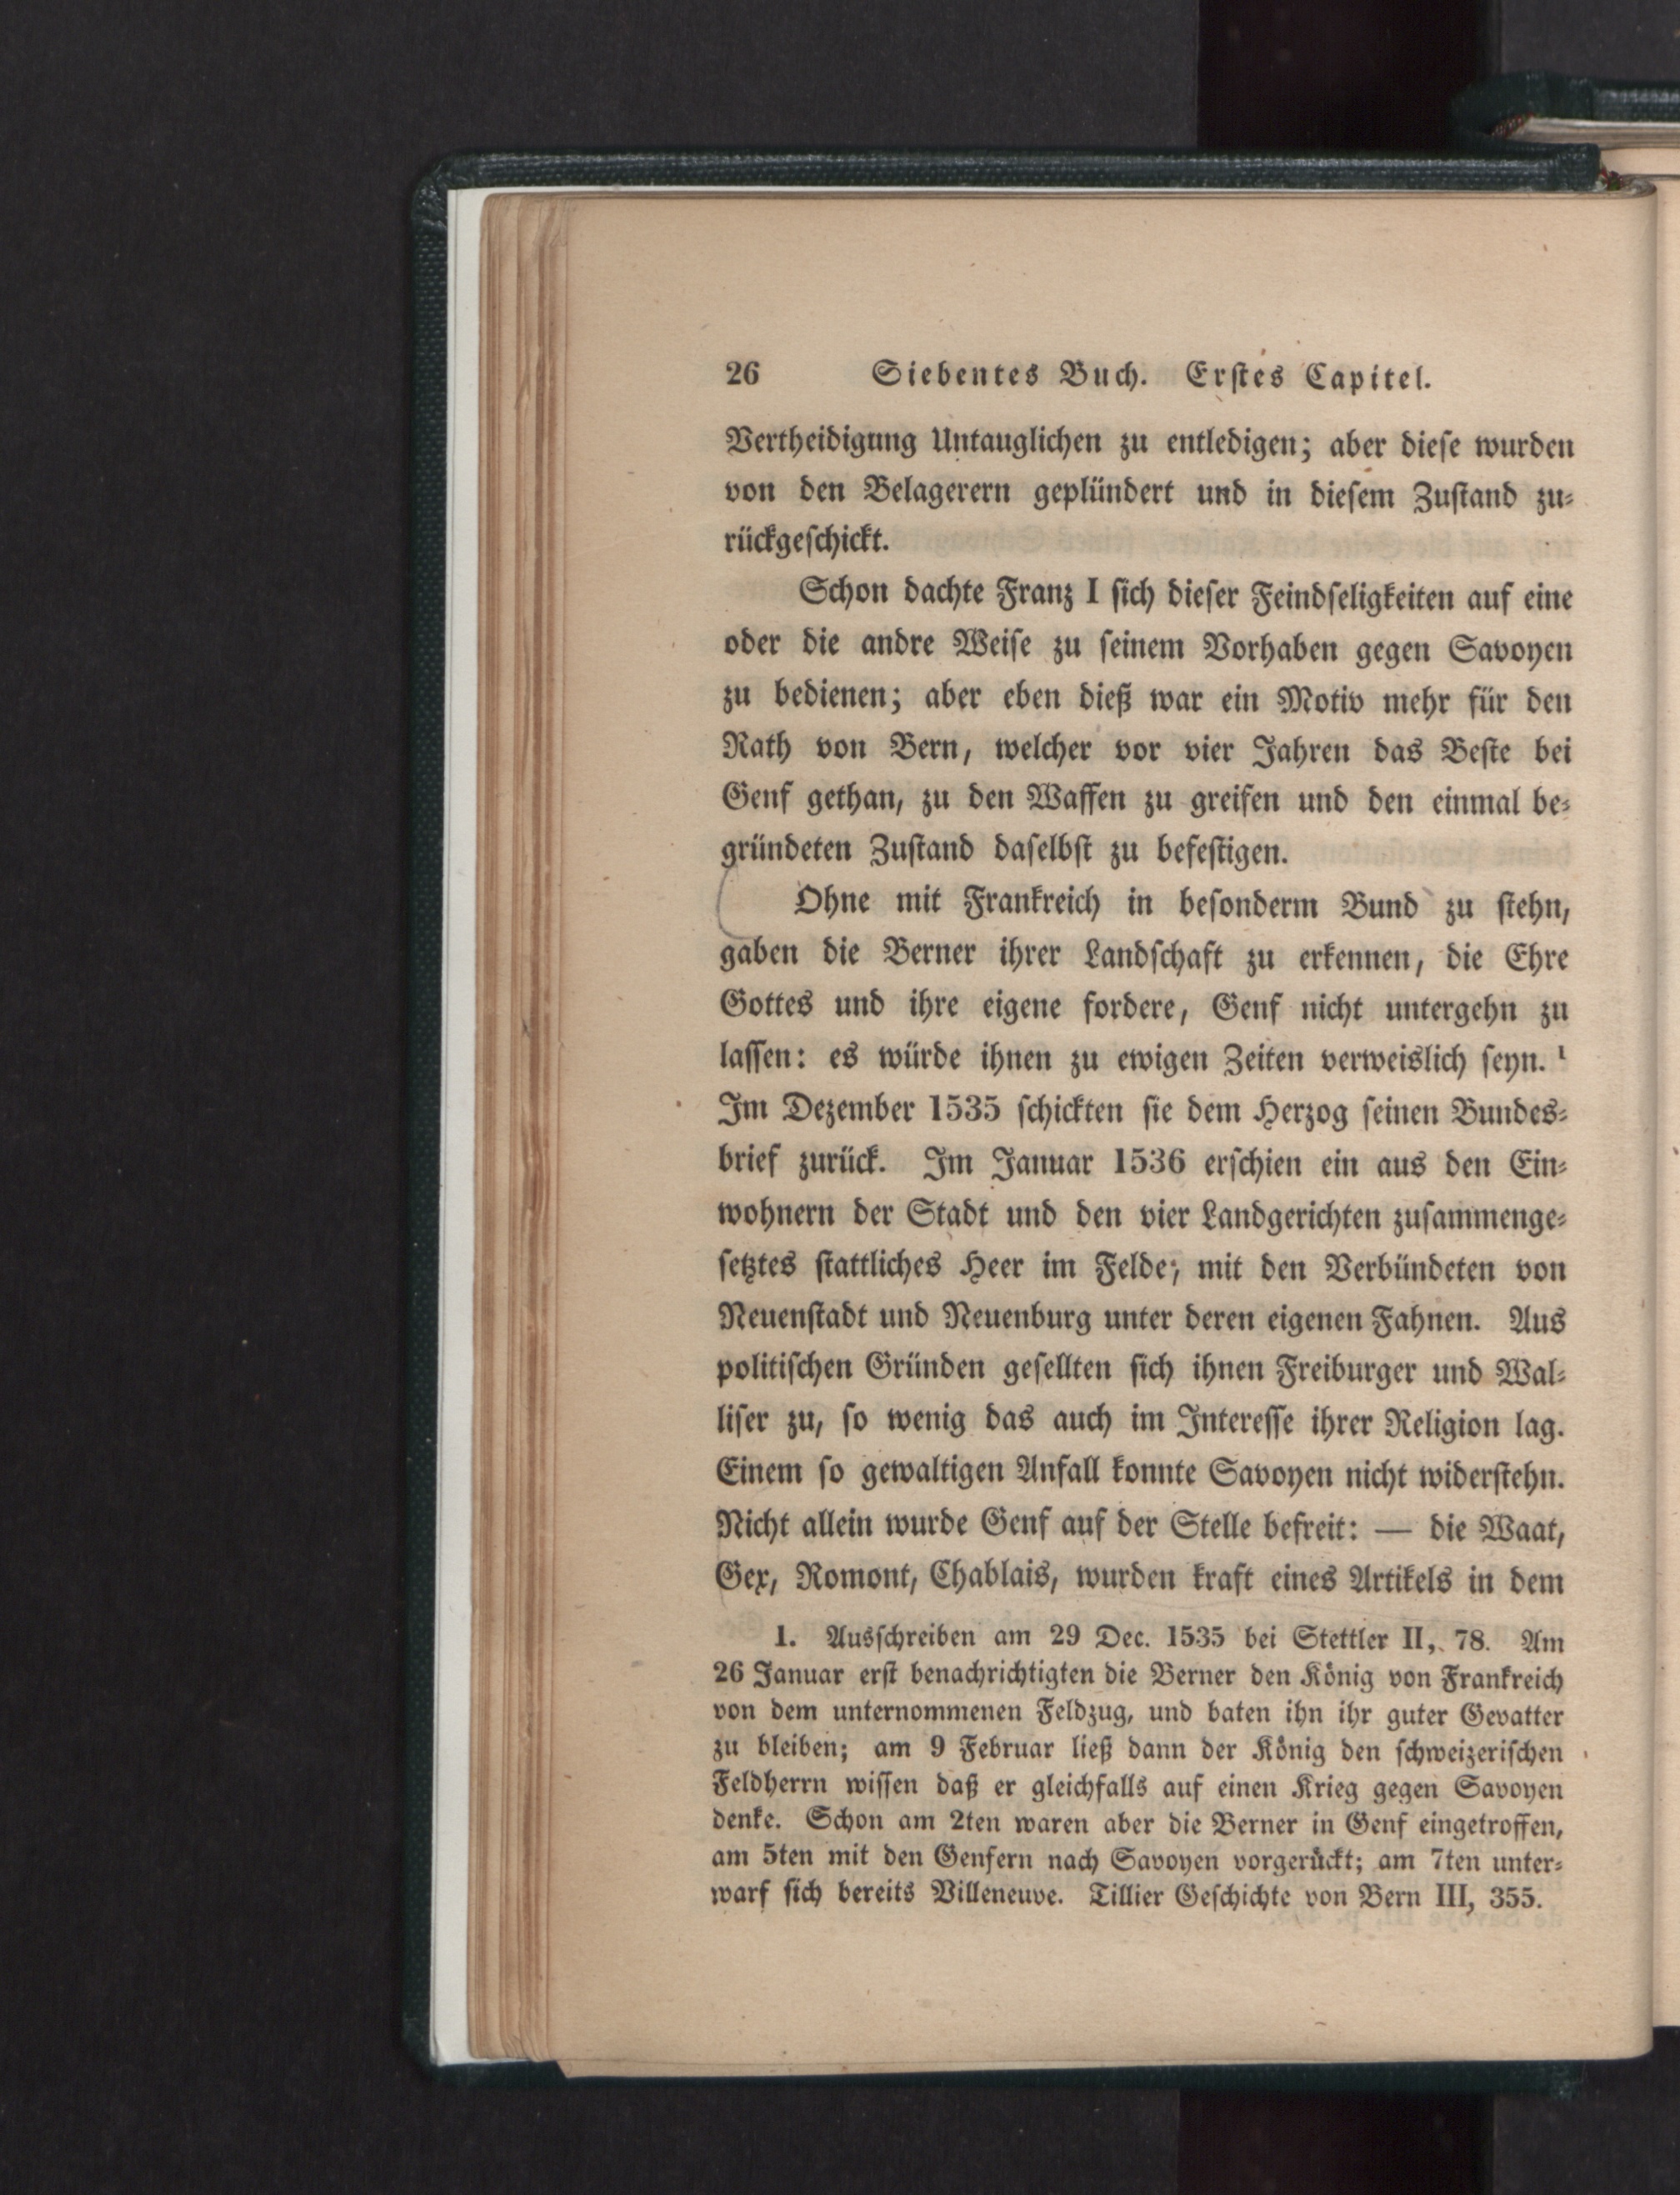 26 Siebentes Buch. Erstes Capitel.
Vertheidigung Untauglichen zu entledigen; aber diese wurden
von den Belagerern geplündert und in diesem Zustand zu-
rückgeschickt.
Schon dachte Franz I sich dieser Feindseligkeiten auf eine
oder die andre Weise zu seinem Vorhaben gegen Savoyen
zu bedienen; aber eben dieß war ein Motiv mehr für den
Rath von Bern, welcher vor vier Jahren das Beste bei
Genf gethan, zu den Waffen zu greifen und den einmal be-
gründeten Zustand daselbst zu befestigen.
Ohne mit Frankreich in besonderm Bund zu stehn,
gaben die Berner ihrer Landschaft zu erkennen, die Ehre
Gottes und ihre eigene fordere, Genf nicht untergehn zu
lassen: es würde ihnen zu ewigen Zeiten verweislich seyn. 1
Im Dezember 1535 schickten sie dem Herzog seinen Bundes-
brief zurück. Im Januar 1536 erschien ein aus den Ein-
wohnern der Stadt und den vier Landgerichten zusammenge-
setztes stattliches Heer im Felde; mit den Verbündeten von
Neuenstadt und Neuenburg unter deren eigenen Fahnen. Aus
politischen Gründen gesellten sich ihnen Freiburger und Wal-
liser zu, so wenig das auch im Interesse ihrer Religion lag.
Einem so gewaltigen Anfall konnte Savoyen nicht widerstehn.
Nicht allein wurde Genf auf der Stelle befreit: — die Waat,
Gex, Romont, Chablais, wurden kraft eines Artikels in dem
1. Ausschreiben am 29 Dec. 1535 bei Stettler II, 78. Am
26 Januar erst benachrichtigten die Berner den König von Frankreich
von dem unternommenen Feldzug, und baten ihn ihr guter Gevatter
zu bleiben; am 9 Februar ließ dann der König den schweizerischen
Feldherrn wissen daß er gleichfalls auf einen Krieg gegen Savoyen
denke. Schon am 2ten waren aber die Berner in Genf eingetroffen,
am 5ten mit den Genfern nach Savoyen vorgerückt; am 7ten unter-
warf sich bereits Villeneuve. Tillier Geschichte von Bern III, 355.